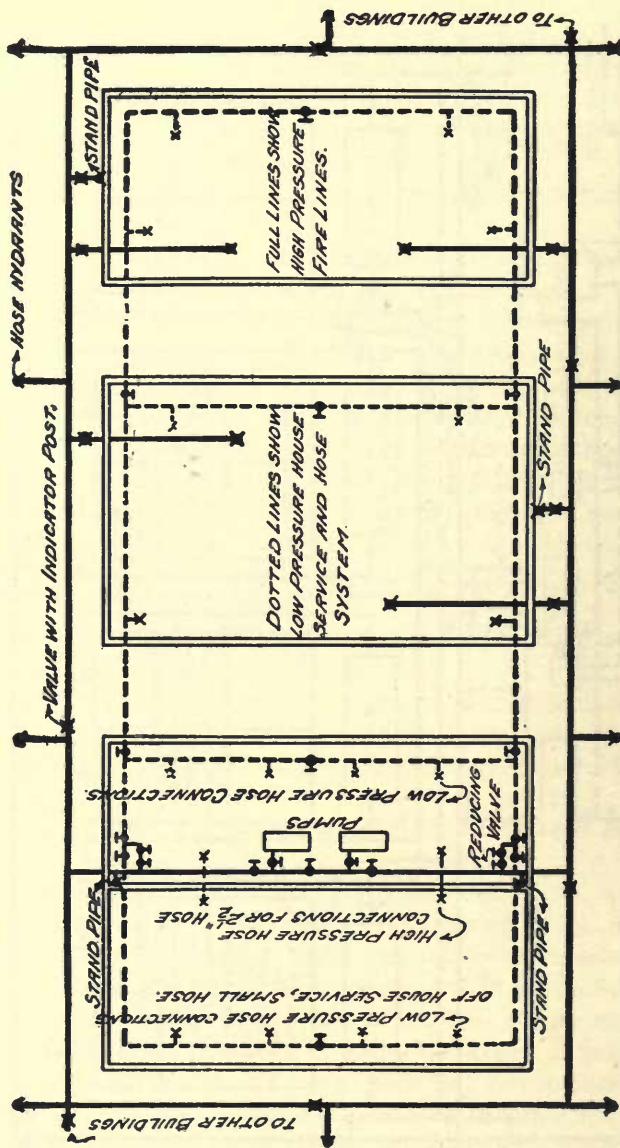 TO OTHER BUILDINGS
STAND PIPE
FULL LINES SHOW
HIGH PRESSURE
FIRE LINES.
HOSE HYDRANTS
STAND PIPE
DOTTED LINES SHOW
LOW PRESSURE HOUSE
SERVICE AND HOSE
SYSTEM.
VALVE WITH INDICATOR POST.
LOW PRESSURE HOSE CONNECTIONS.
PUMPS
REDUCING
VALVE
STAND PIPE
HIGH PRESSURE HOSE
CONNECTIONS FOR 2½" HOSE
STAND PIPE
LOW PRESSURE HOSE CONNECTIONS
OFF HOUSE SERVICE, SMALL HOSE.
TO OTHER BUILDINGS